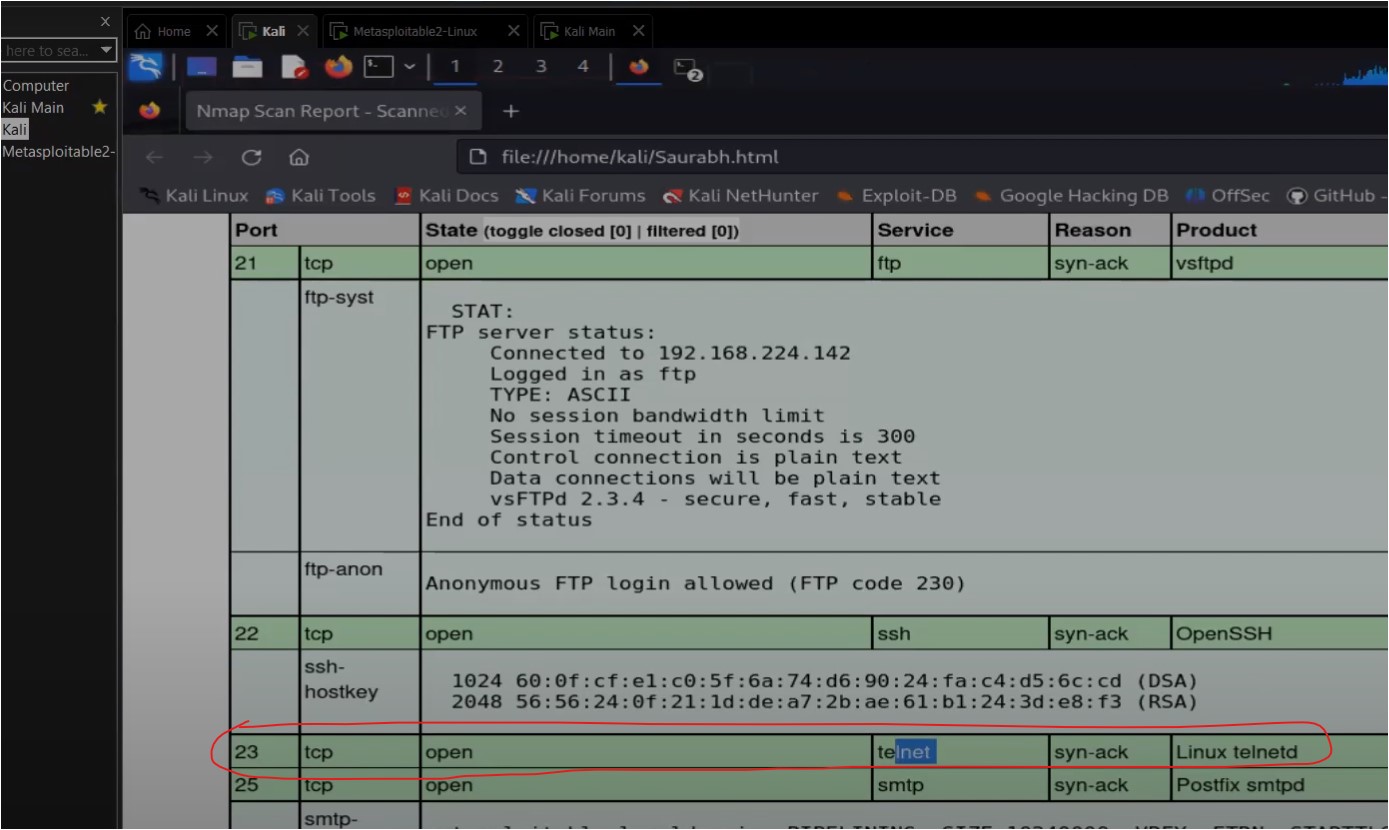 Home
Kali
Metasploitable2-Linux
Kali Main
here to sea...
1 2 3 4
2
Computer
Kali Main
Kali
Metasploitable2-
Nmap Scan Report - Scanned
file:///home/kali/Saurabh.html
Kali Linux Kali Tools Kali Docs Kali Forums Kali NetHunter Exploit-DB Google Hacking DB OffSec GitHub -
Port State (toggle closed [0] | filtered [0]) Service Reason Product
21 tcp open ftp syn-ack vsftpd
ftp-syst
STAT:
FTP server status:
Connected to 192.168.224.142
Logged in as ftp
TYPE: ASCII
No session bandwidth limit
Session timeout in seconds is 300
Control connection is plain text
Data connections will be plain text
vsFTPd 2.3.4 - secure, fast, stable
End of status
ftp-anon
Anonymous FTP login allowed (FTP code 230)
22 tcp open ssh syn-ack OpenSSH
ssh-
hostkey
1024 60:0f:cf:e1:c0:5f:6a:74:d6:90:24:fa:c4:d5:6c:cd (DSA)
2048 56:56:24:0f:21:1d:de:a7:2b:ae:61:b1:24:3d:e8:f3 (RSA)
23 tcp open telnet syn-ack Linux telnetd
25 tcp open smtp syn-ack Postfix smtpd
smtp-